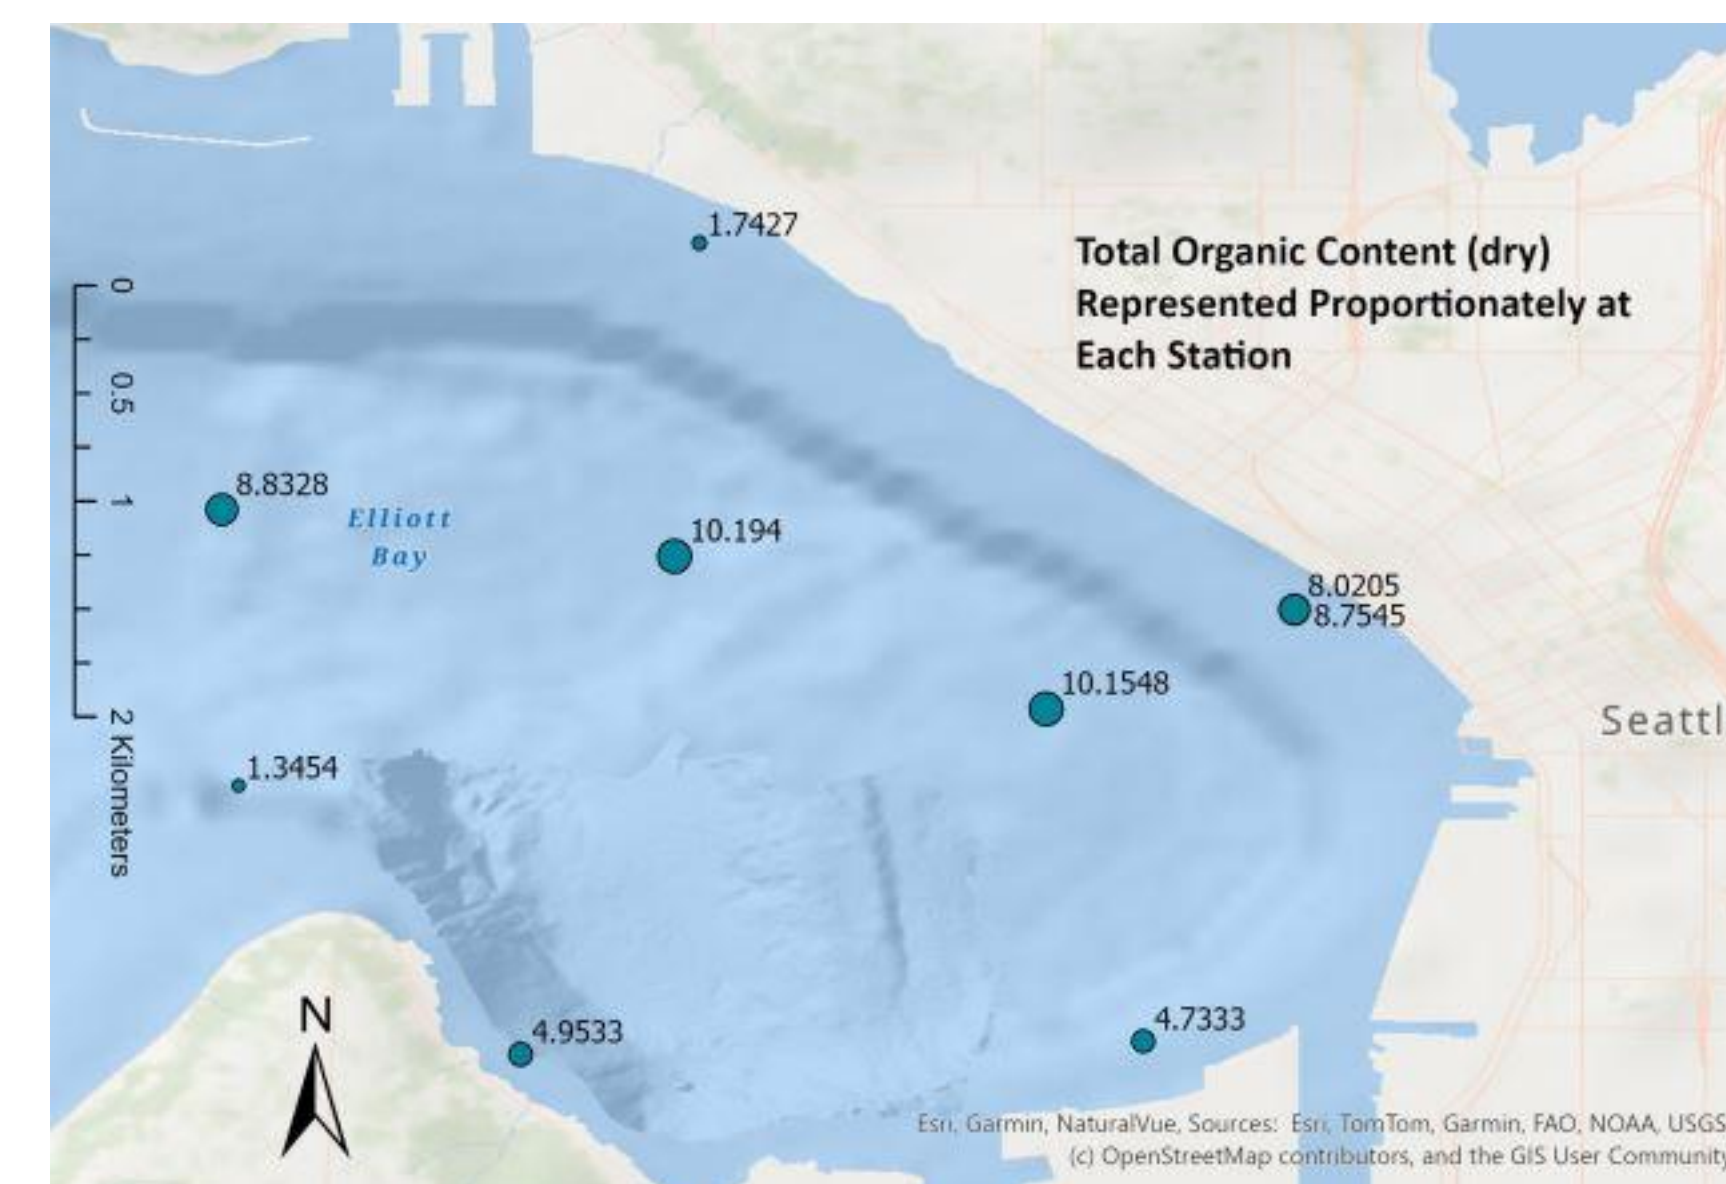 1.7427
Total Organic Content (dry)
Represented Proportionately at
Each Station
0
0.5
1
2 Kilometers
8.8328
Elliott
Bay
10.194
8.0205
8.7545
10.1548
Seattl
1.3454
N
4.9533
4.7333
Esri, Garmin, NaturalVue, Sources: Esri, TomTom, Garmin, FAO, NOAA, USGS
(c) OpenStreetMap contributors, and the GIS User Community